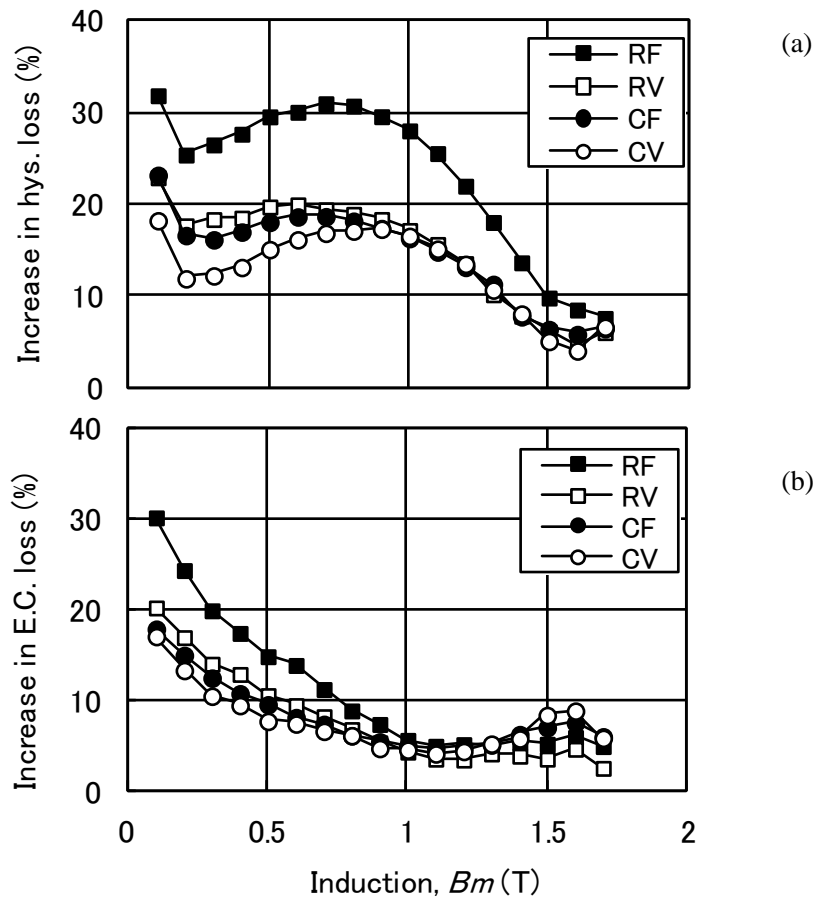 (a)
Increase in hys. loss (%)
40
30
20
10
0
RF
RV
CF
CV
(b)
Increase in E.C. loss (%)
40
30
20
10
0
RF
RV
CF
CV
0 0.5 1 1.5 2
Induction, Bm (T)